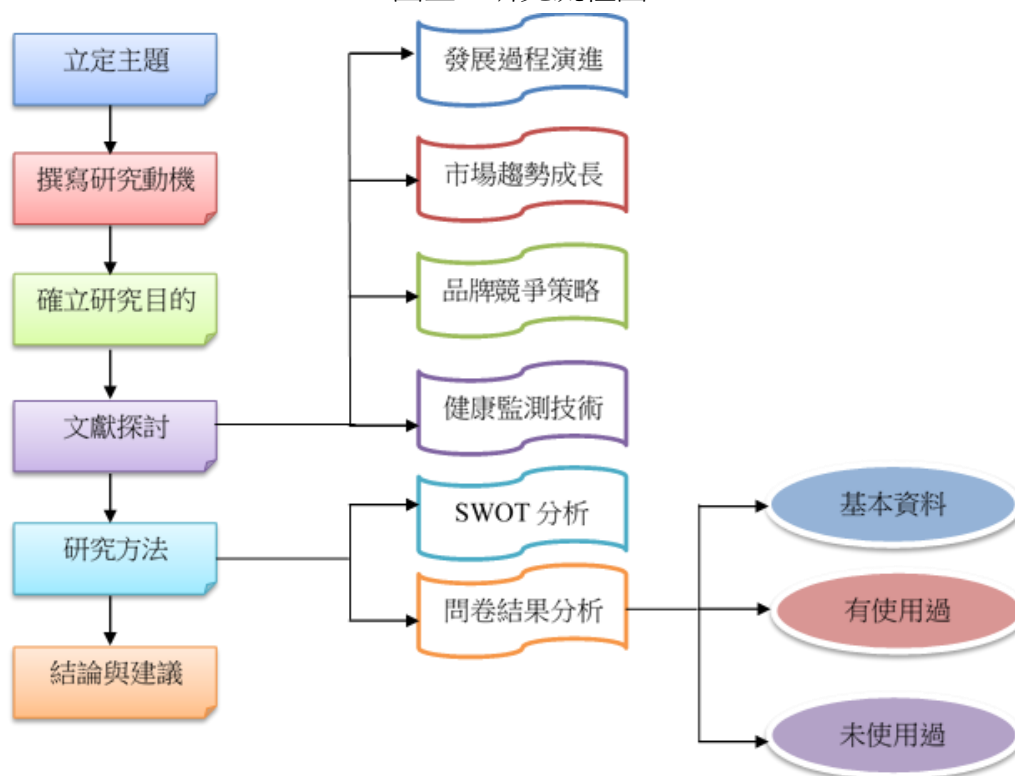 立定主題
撰寫研究動機
確立研究目的
文獻探討
研究方法
結論與建議
發展過程演進
市場趨勢成長
品牌競爭策略
健康監測技術
SWOT 分析
問卷結果分析
基本資料
有使用過
未使用過